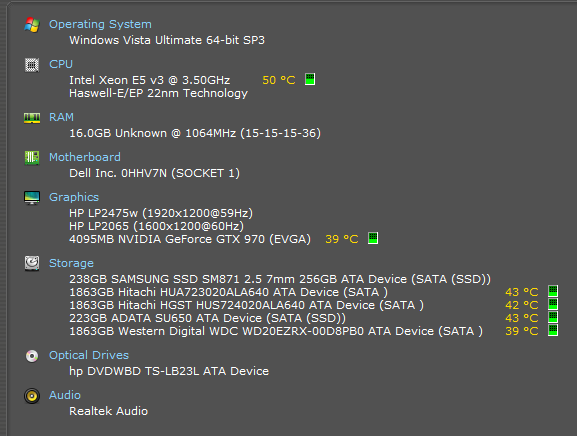 Operating System
Windows Vista Ultimate 64-bit SP3
CPU
Intel Xeon E5 v3 @ 3.50GHz 50 °C
Haswell-E/EP 22nm Technology
RAM
16.0GB Unknown @ 1064MHz (15-15-15-36)
Motherboard
Dell Inc. 0HHV7N (SOCKET 1)
Graphics
HP LP2475w (1920x1200@59Hz)
HP LP2065 (1600x1200@60Hz)
4095MB NVIDIA GeForce GTX 970 (EVGA) 39 °C
Storage
238GB SAMSUNG SSD SM871 2.5 7mm 256GB ATA Device (SATA (SSD))
1863GB Hitachi HUA723020ALA640 ATA Device (SATA ) 43 °C
1863GB Hitachi HGST HUS724020ALA640 ATA Device (SATA ) 42 °C
223GB ADATA SU650 ATA Device (SATA (SSD)) 43 °C
1863GB Western Digital WDC WD20EZRX-00D8PB0 ATA Device (SATA ) 39 °C
Optical Drives
hp DVDWBD TS-LB23L ATA Device
Audio
Realtek Audio